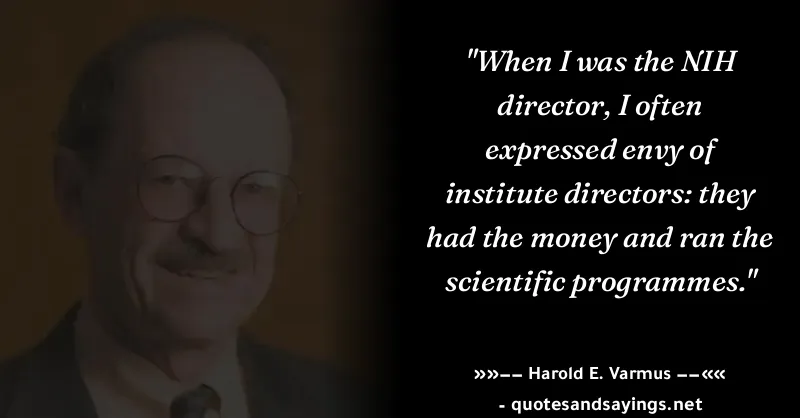 "When I was the NIH
director, I often
expressed envy of
institute directors: they
had the money and ran the
scientific programmes."
»»−− Harold E. Varmus −−««
- quotesandsayings.net